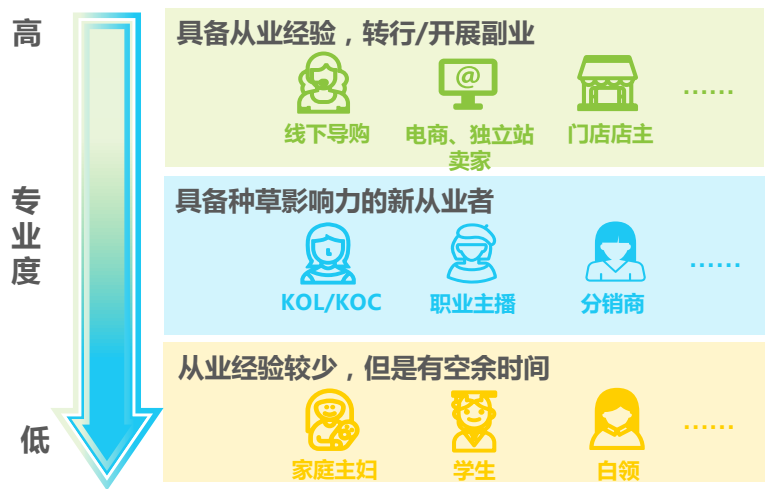 高
具备从业经验，转行/开展副业
@
线下导购
电商、独立站
卖家
门店店主
……
专
业
度
具备种草影响力的新从业者
KOL/KOC
职业主播
分销商
……
从业经验较少，但是有空余时间
低
家庭主妇
学生
白领
……